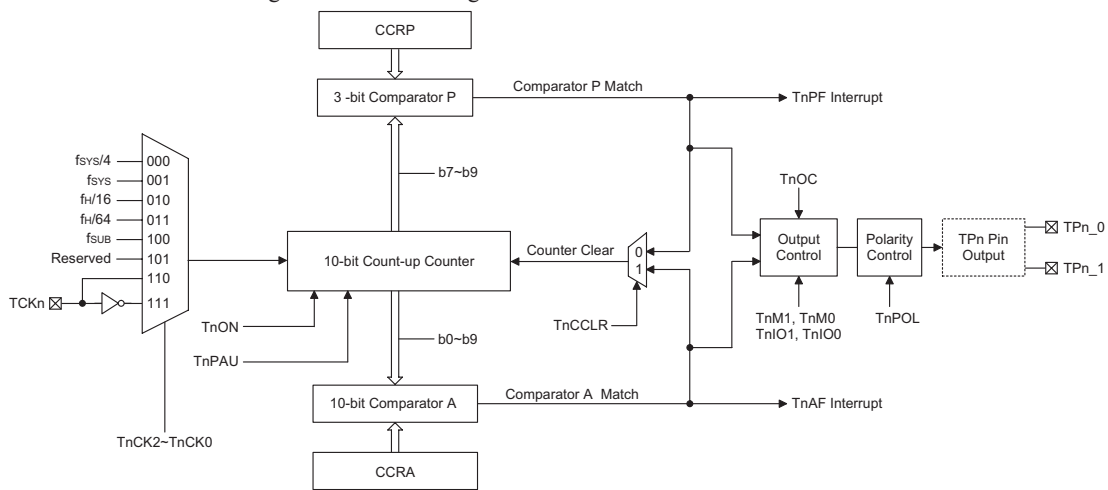 CCRP
3 -bit Comparator P
Comparator P Match
TnPF Interrupt
b7~b9
fSYS/4
000
fSYS
001
fH/16
010
fH/64
011
fSUB
100
Reserved
101
110
TCKn
111
10-bit Count-up Counter
Counter Clear
0
1
TnOC
Output
Control
Polarity
Control
TPn Pin
Output
TPn_0
TPn_1
TnON
TnPAU
b0~b9
TnCCLR
TnM1, TnM0
TnIO1, TnIO0
TnPOL
10-bit Comparator A
Comparator A Match
TnAF Interrupt
TnCK2~TnCK0
CCRA